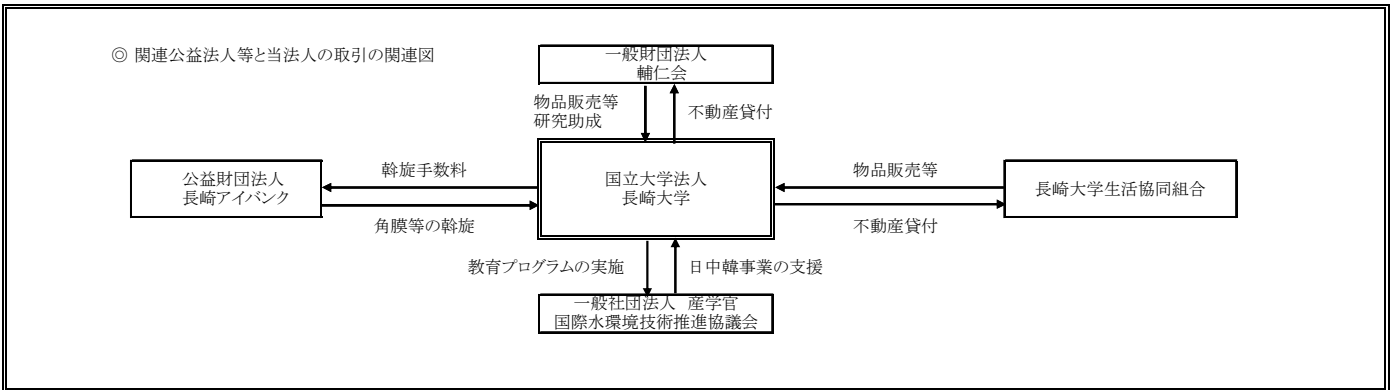 ◎ 関連公益法人等と当法人の取引の関連図
一般財団法人
輔仁会
物品販売等
研究助成
不動産貸付
公益財団法人
長崎アイバンク
斡旋手数料
角膜等の斡旋
国立大学法人
長崎大学
物品販売等
不動産貸付
長崎大学生活協同組合
教育プログラムの実施
日中韓事業の支援
一般社団法人 産学官
国際水環境技術推進協議会